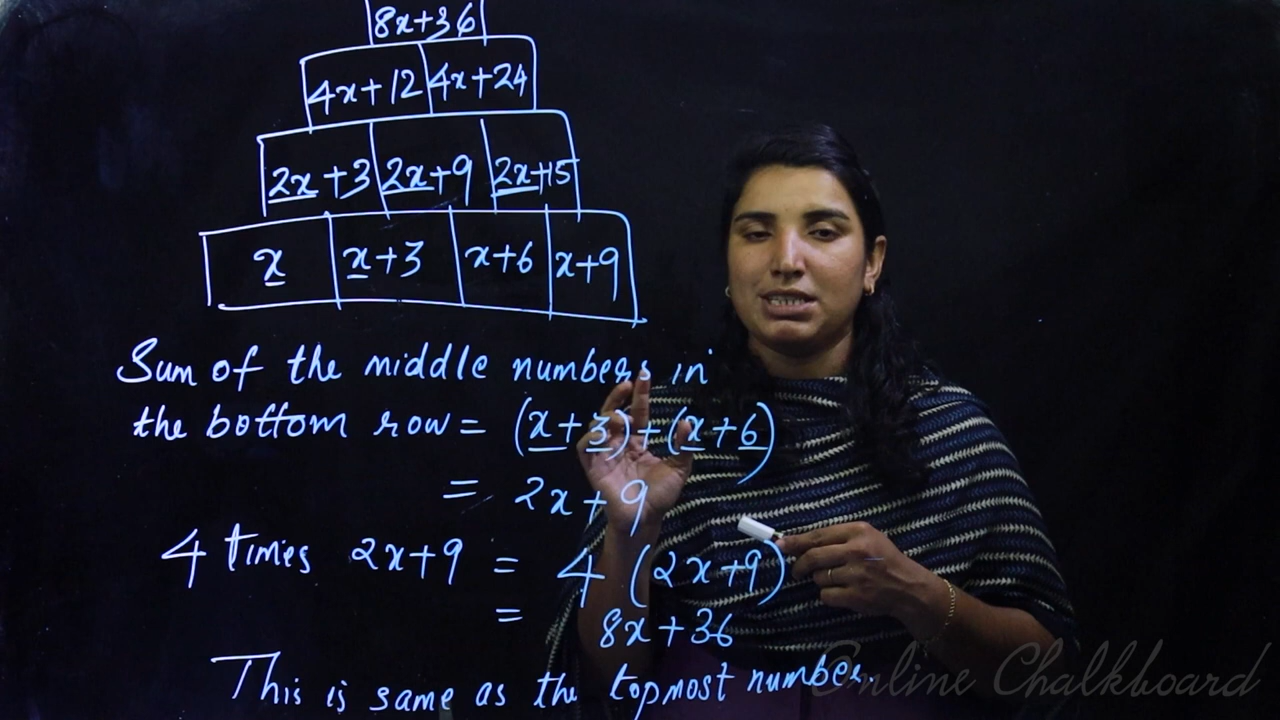 8x+36
4x+12 4x+24
2x+3 2x+9 2x+15
x x+3 x+6 x+9
Sum of the middle numbers in
the bottom row = (x+3)+(x+6)
= 2x+9
4 times 2x+9 = 4 (2x+9)
= 8x+36
This is same as the topmost number.
Online Chalkboard